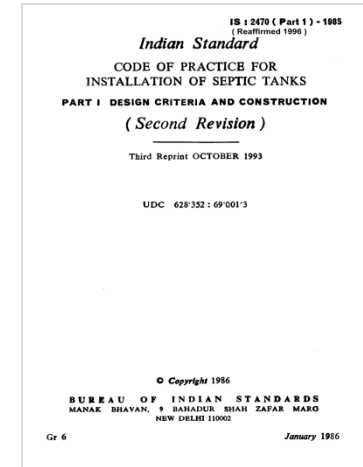 IS : 2470 ( Part 1 ) - 1985
( Reaffirmed 1996 )
Indian Standard
CODE OF PRACTICE FOR
INSTALLATION OF SEPTIC TANKS
PART I DESIGN CRITERIA AND CONSTRUCTION
( Second Revision )
Third Reprint OCTOBER 1993
UDC 628·352 : 69·001·3
© Copyright 1986
BUREAU OF INDIAN STANDARDS
MANAK BHAVAN, 9 BAHADUR SHAH ZAFAR MARG
NEW DELHI 110002
Gr 6 January 1986